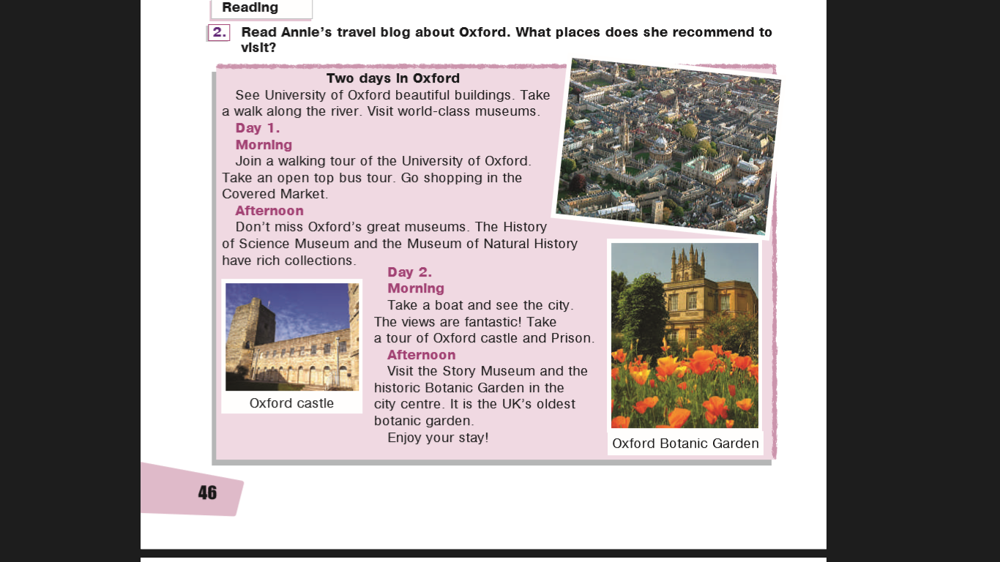 Reading
2. Read Annie's travel blog about Oxford. What places does she recommend to
visit?
Two days in Oxford
See University of Oxford beautiful buildings. Take
a walk along the river. Visit world-class museums.
Day 1.
Morning
Join a walking tour of the University of Oxford.
Take an open top bus tour. Go shopping in the
Covered Market.
Afternoon
Don't miss Oxford's great museums. The History
of Science Museum and the Museum of Natural History
have rich collections.
Day 2.
Morning
Take a boat and see the city.
The views are fantastic! Take
a tour of Oxford castle and Prison.
Afternoon
Visit the Story Museum and the
historic Botanic Garden in the
city centre. It is the UK's oldest
botanic garden.
Enjoy your stay!
Oxford castle
Oxford Botanic Garden
46